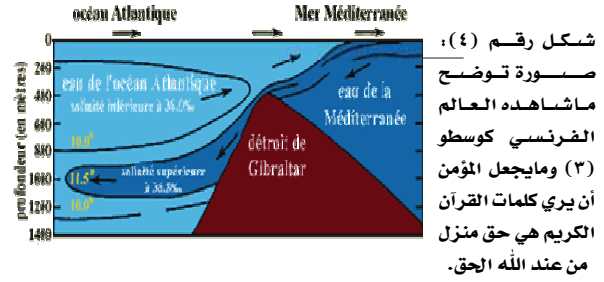 océan Atlantique
Mer Méditerranée
profondeur (en mètres)
0
200
400
600
800
1000
1200
1400
eau de l'océan Atlantique
salinité inférieure à 36.0‰
10.0°
11.5°
10.0°
salinité supérieure
à 36.5‰
eau de la
Méditerranée
détroit de
Gibraltar
شكل رقم (٤):
صورة توضح
ماشاهده العالم
الفرنسي كوسطو
(٣) ومايجعل المؤمن
أن يري كلمات القرآن
الكريم هي حق منزل
من عند الله الحق.